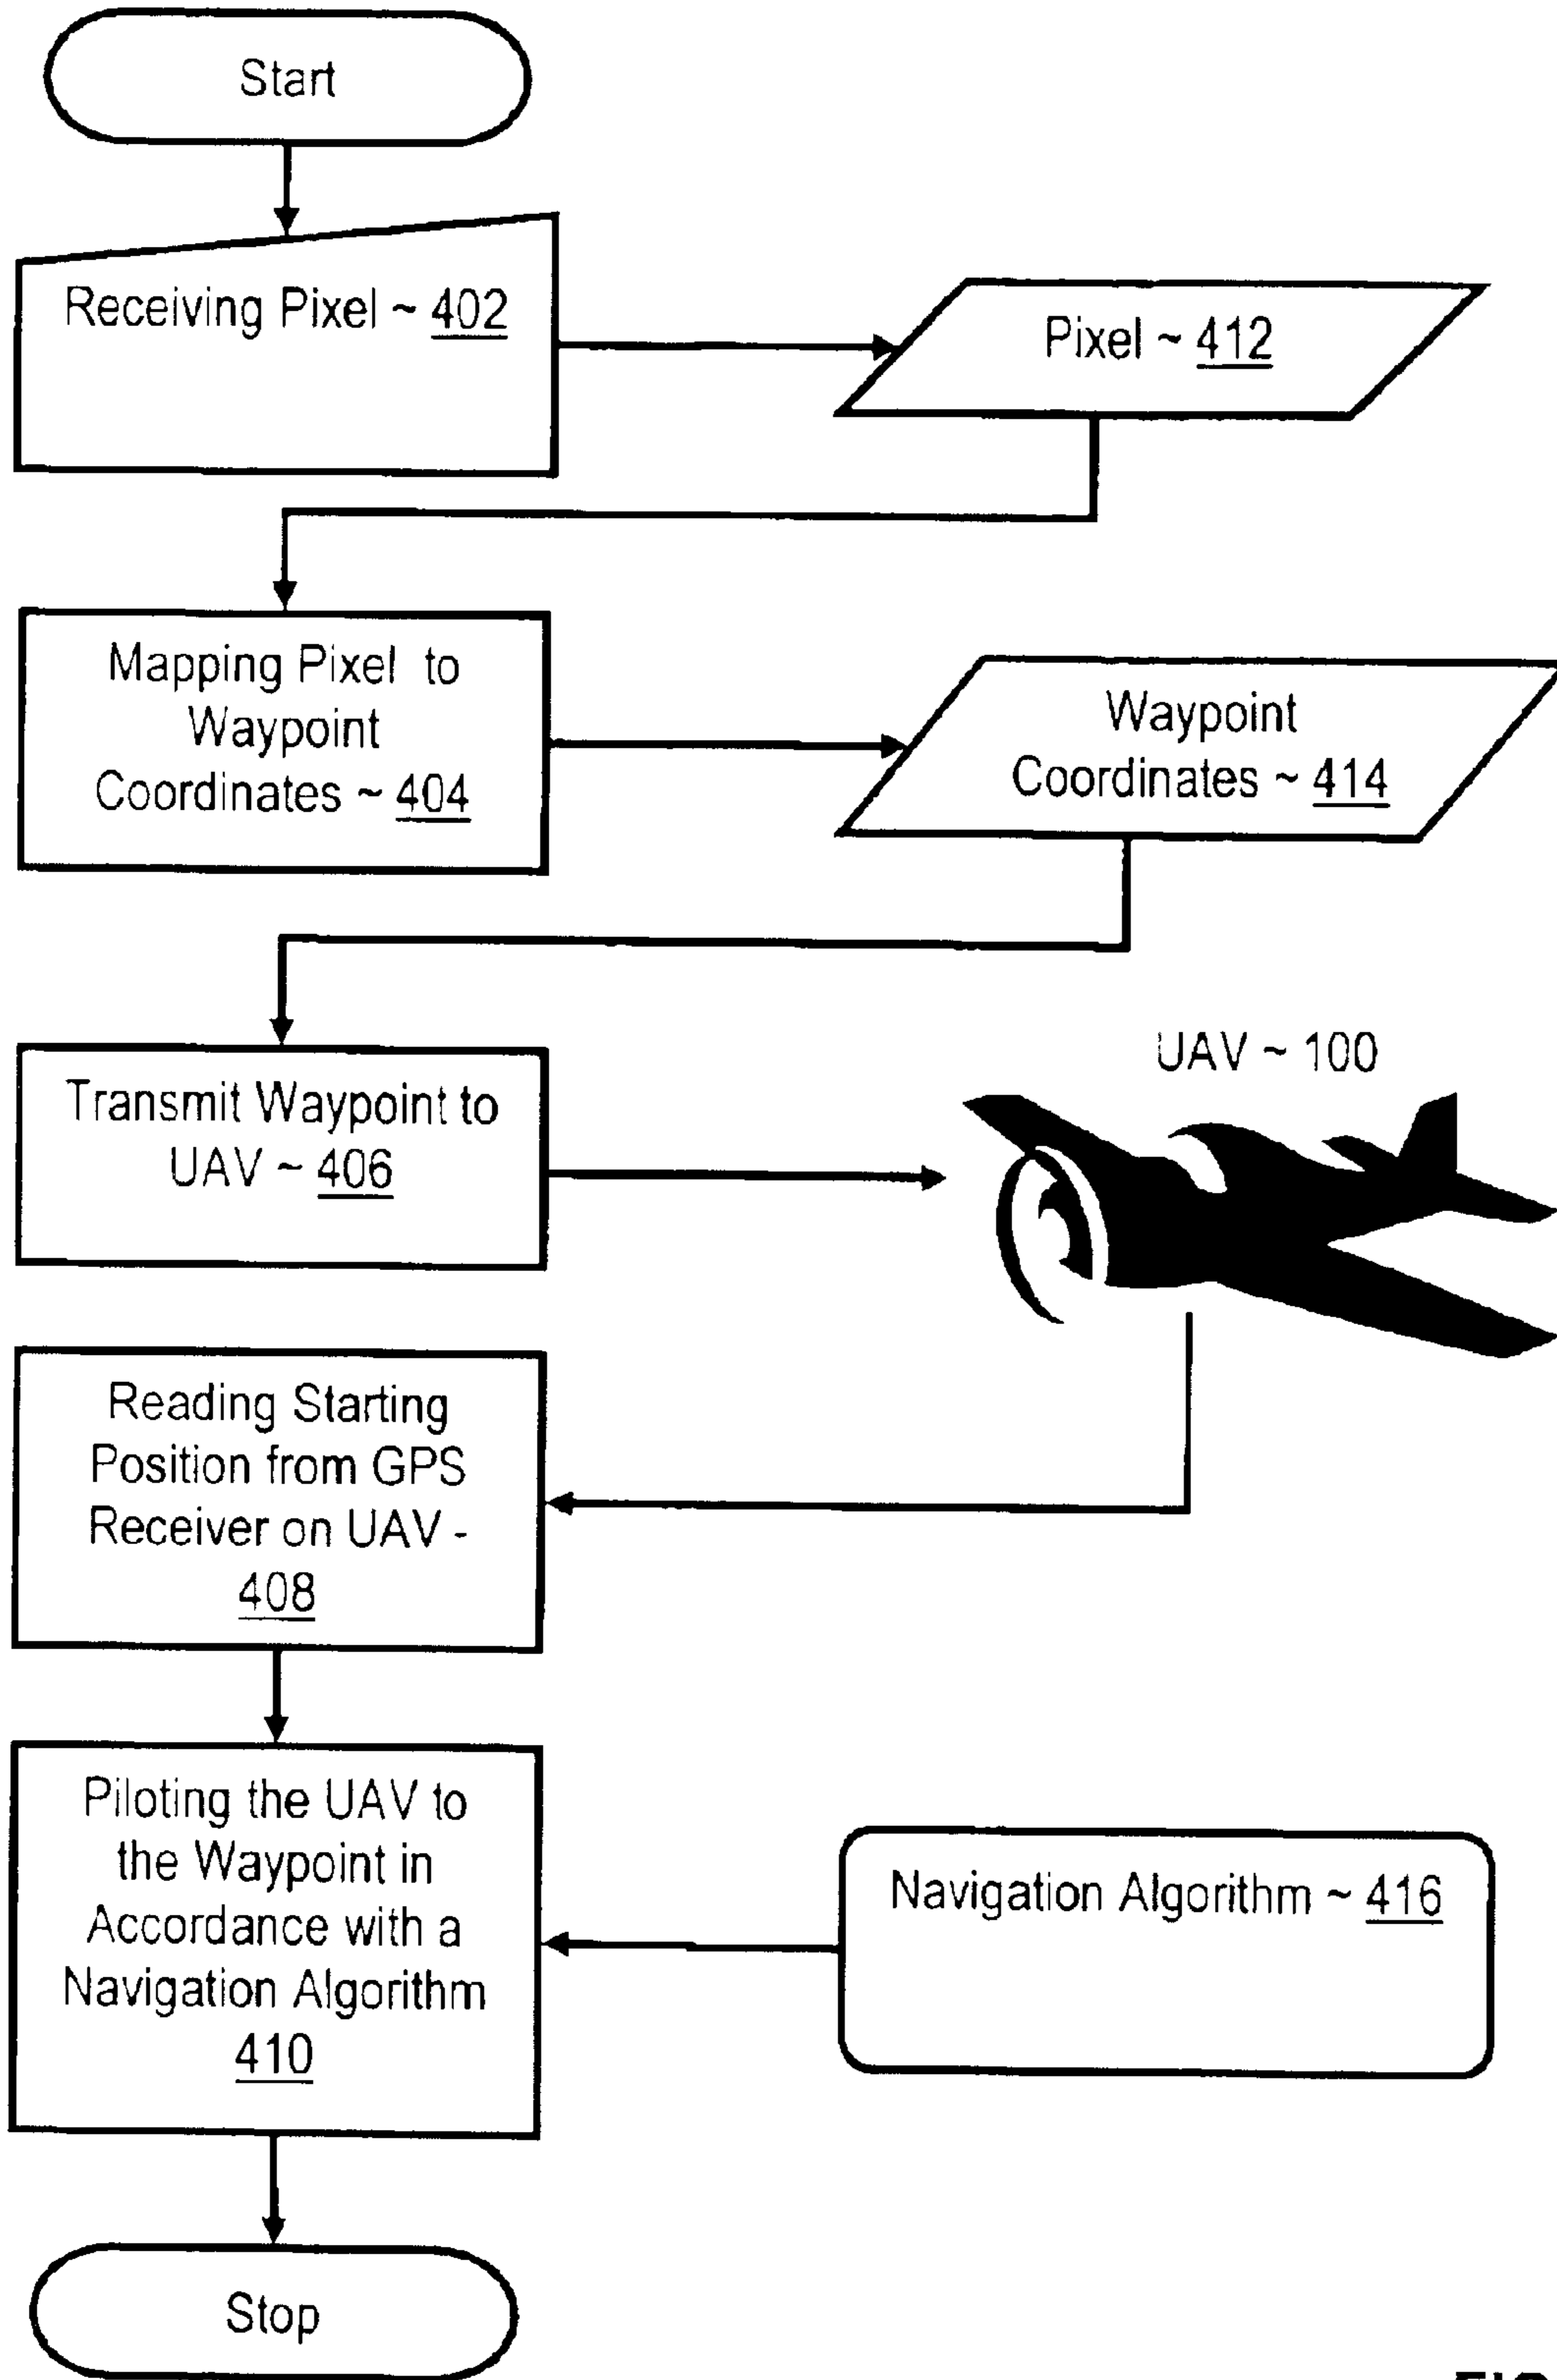 Start
Receiving Pixel ~ 402
Pixel ~ 412
Mapping Pixel to
Waypoint
Coordinates ~ 404
Waypoint
Coordinates ~ 414
Transmit Waypoint to
UAV ~ 406
UAV ~ 100
Reading Starting
Position from GPS
Receiver on UAV -
408
Piloting the UAV to
the Waypoint in
Accordance with a
Navigation Algorithm
410
Navigation Algorithm ~ 416
Stop